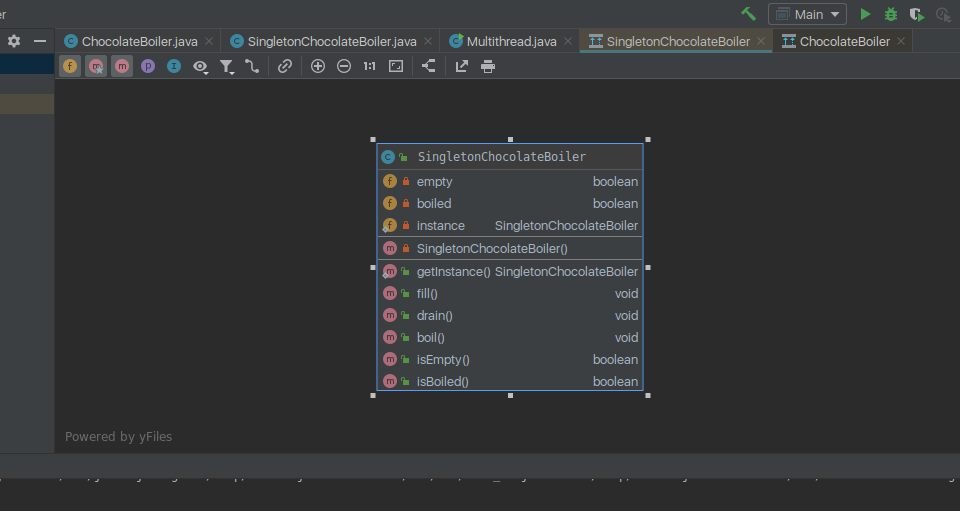 er
Main
ChocolateBoiler.java SingletonChocolateBoiler.java Multithread.java SingletonChocolateBoiler ChocolateBoiler
1:1
SingletonChocolateBoiler
empty boolean
boiled boolean
instance SingletonChocolateBoiler
SingletonChocolateBoiler()
getInstance() SingletonChocolateBoiler
fill() void
drain() void
boil() void
isEmpty() boolean
isBoiled() boolean
Powered by yFiles